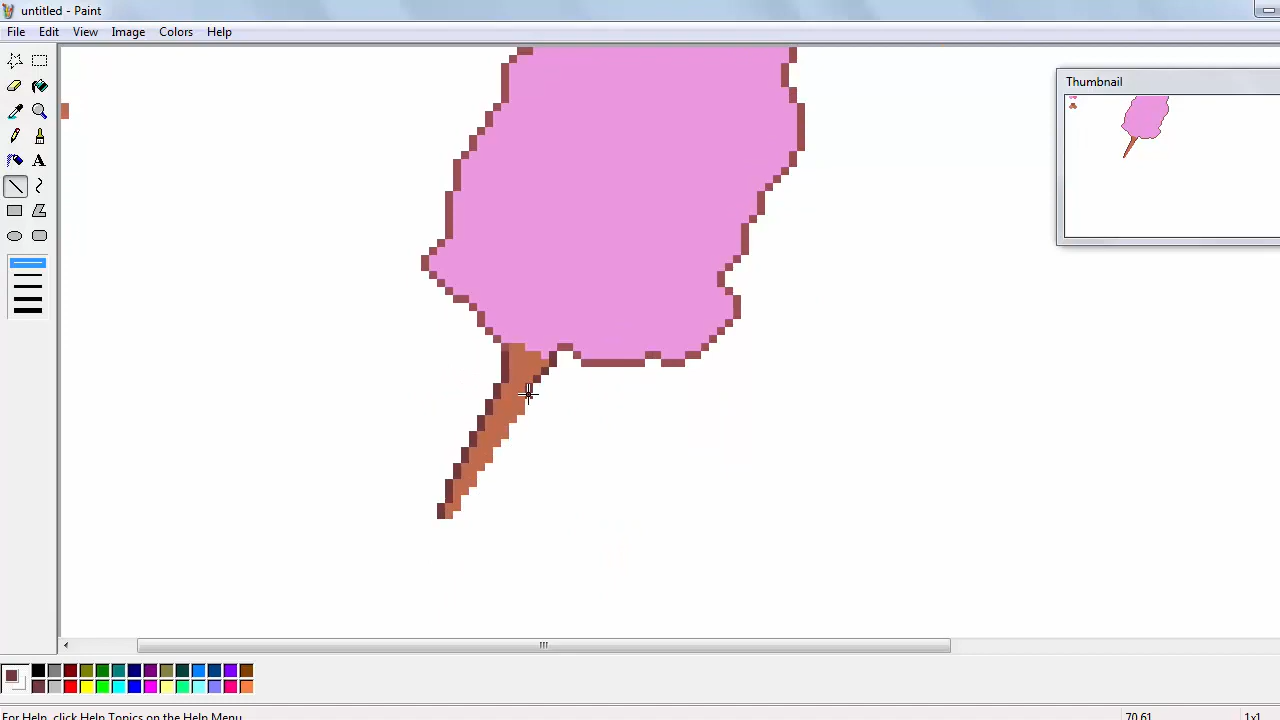 untitled - Paint
File Edit View Image Colors Help
Thumbnail
A
For Help, click Help Topics on the Help Menu.
70,61
1x1